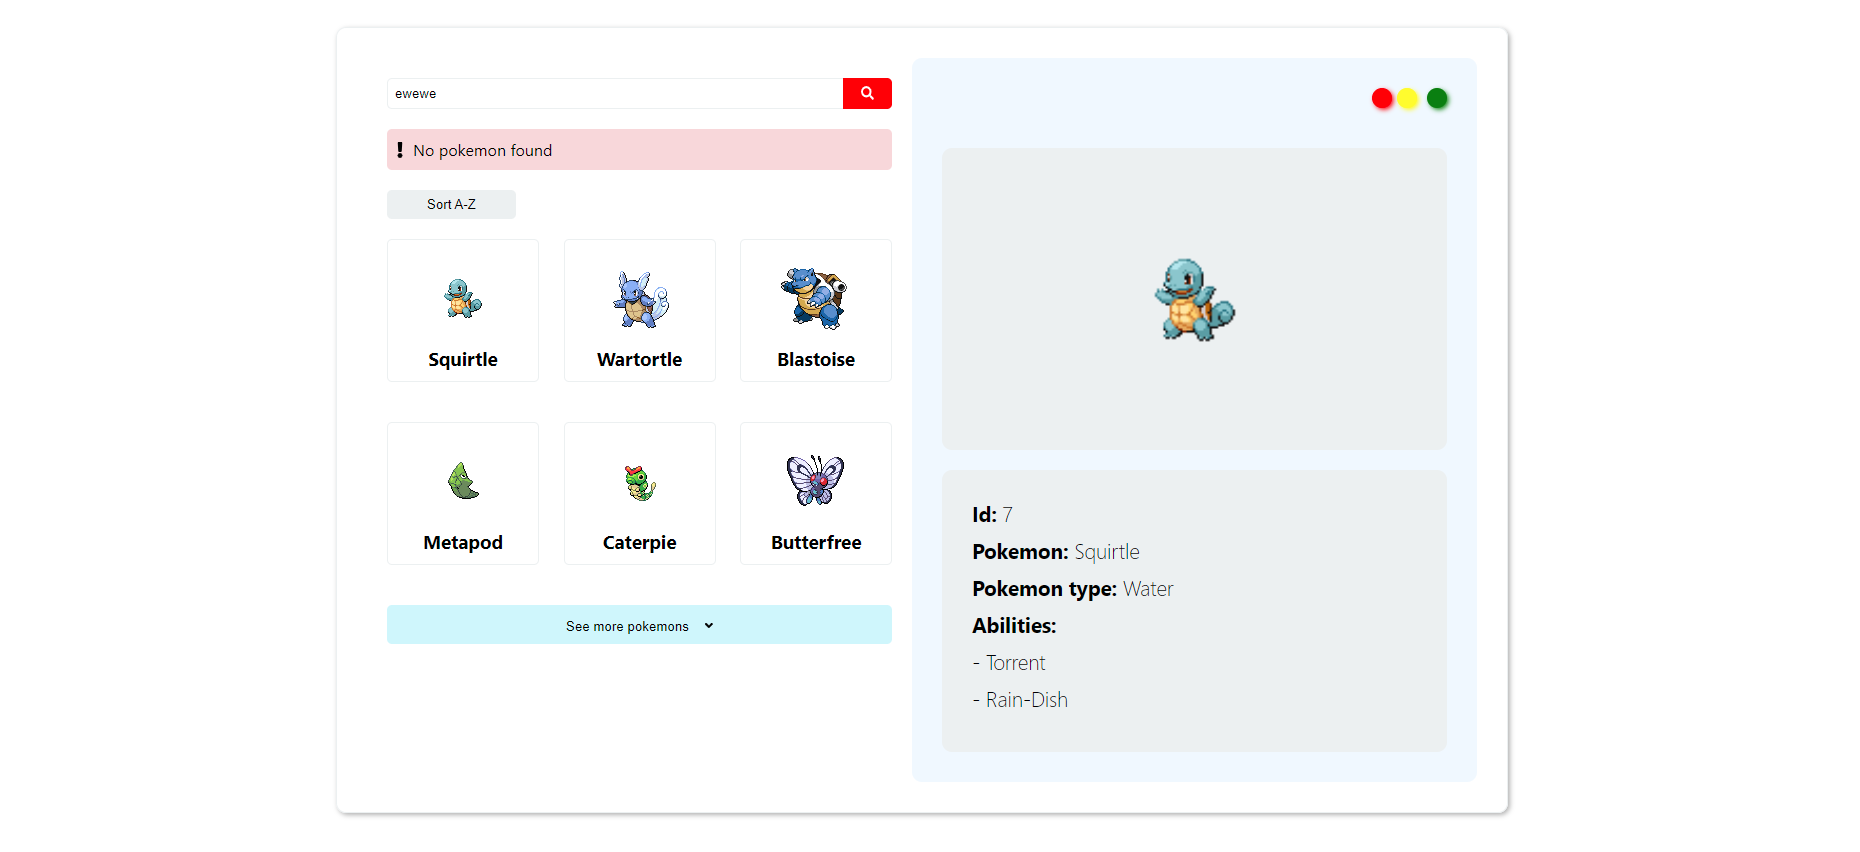 ewewe
No pokemon found
Sort A-Z
Squirtle
Wartortle
Blastoise
Metapod
Caterpie
Butterfree
See more pokemons
Id: 7
Pokemon: Squirtle
Pokemon type: Water
Abilities:
- Torrent
- Rain-Dish